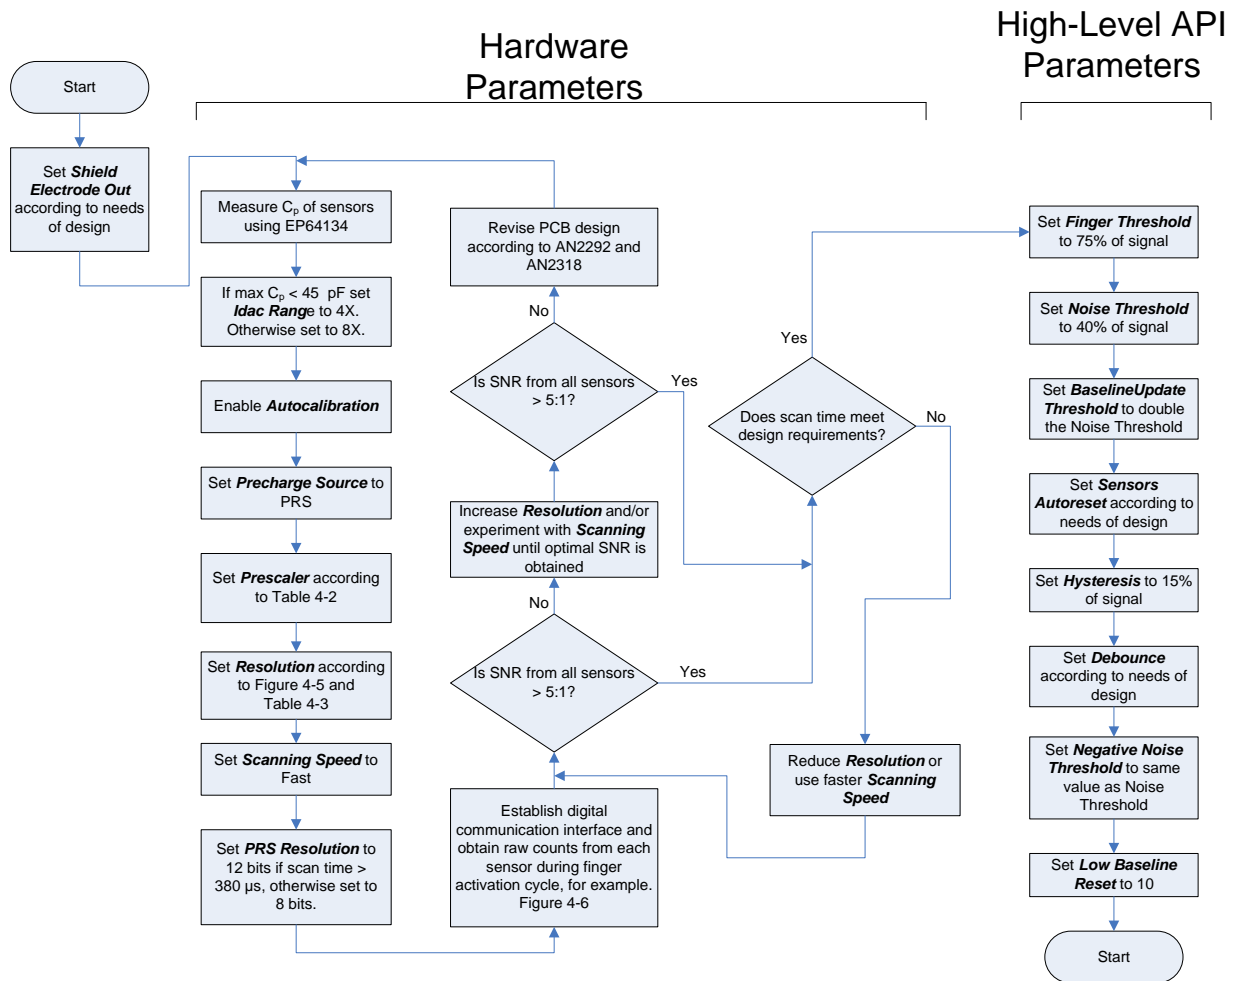 Hardware
Parameters
High-Level API
Parameters
Start
Set Shield
Electrode Out
according to needs
of design
Measure Cp of sensors
using EP64134
If max Cp < 45 pF set
Idac Range to 4X.
Otherwise set to 8X.
Enable Autocalibration
Set Precharge Source to
PRS
Set Prescaler according
to Table 4-2
Set Resolution according
to Figure 4-5 and
Table 4-3
Set Scanning Speed to
Fast
Set PRS Resolution to
12 bits if scan time >
380 µs, otherwise set to
8 bits.
Revise PCB design
according to AN2292 and
AN2318
No
Is SNR from all sensors
> 5:1?
Yes
Increase Resolution and/or
experiment with Scanning
Speed until optimal SNR is
obtained
No
Is SNR from all sensors
> 5:1?
Yes
Establish digital
communication interface and
obtain raw counts from each
sensor during finger
activation cycle, for example.
Figure 4-6
Yes
Does scan time meet
design requirements?
No
Reduce Resolution or
use faster Scanning
Speed
Set Finger Threshold
to 75% of signal
Set Noise Threshold
to 40% of signal
Set BaselineUpdate
Threshold to double
the Noise Threshold
Set Sensors
Autoreset according to
needs of design
Set Hysteresis to 15%
of signal
Set Debounce
according to needs of
design
Set Negative Noise
Threshold to same
value as Noise
Threshold
Set Low Baseline
Reset to 10
Start